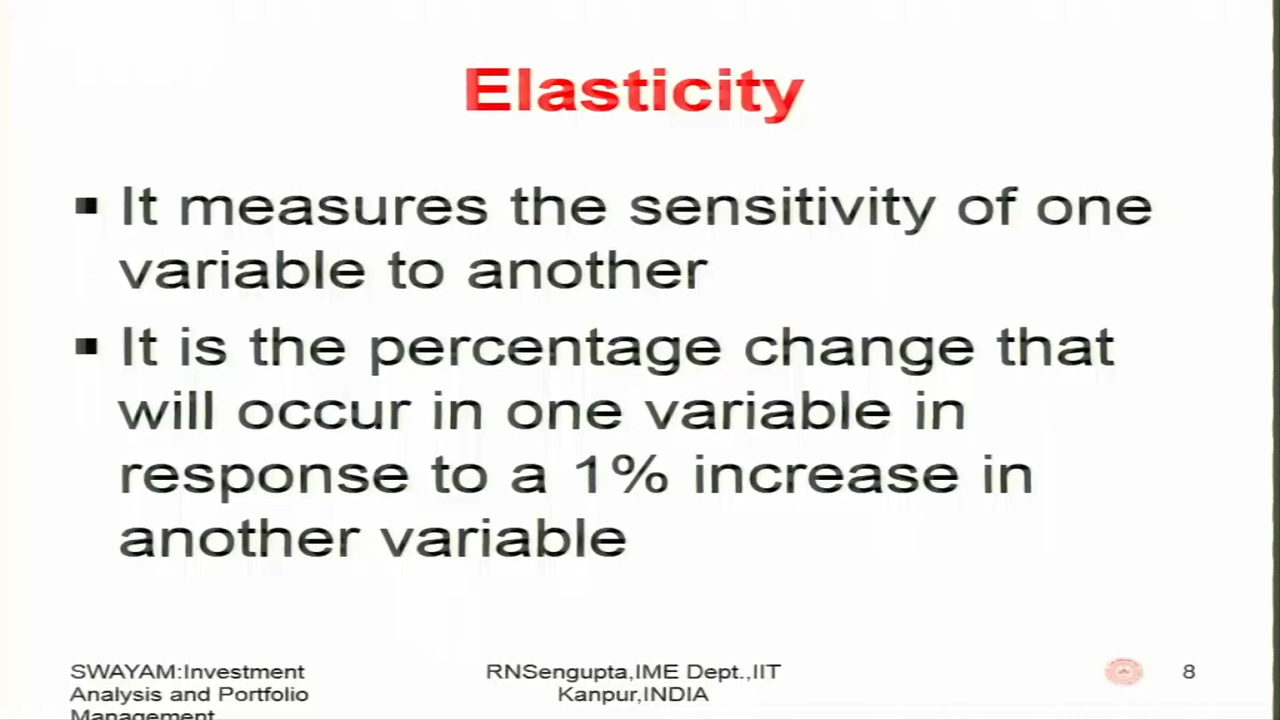 Elasticity
▪ It measures the sensitivity of one
variable to another
▪ It is the percentage change that
will occur in one variable in
response to a 1% increase in
another variable
SWAYAM:Investment
Analysis and Portfolio
Management
RNSengupta,IME Dept.,IIT
Kanpur,INDIA
8